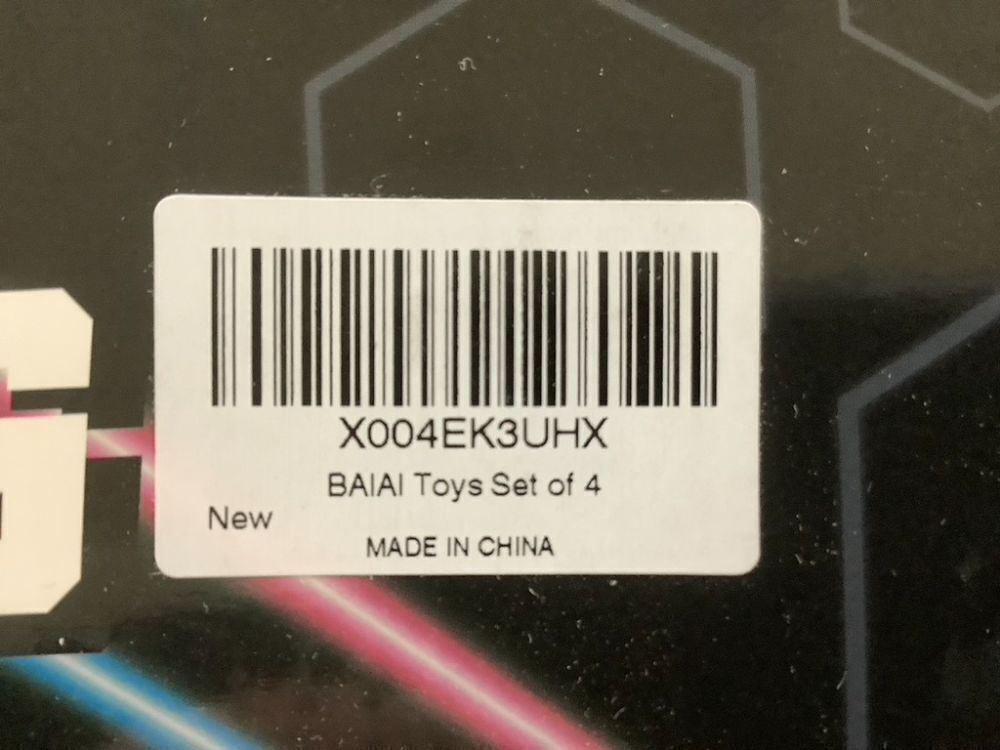 X004EK3UHX
BAIAI Toys Set of 4
New
MADE IN CHINA